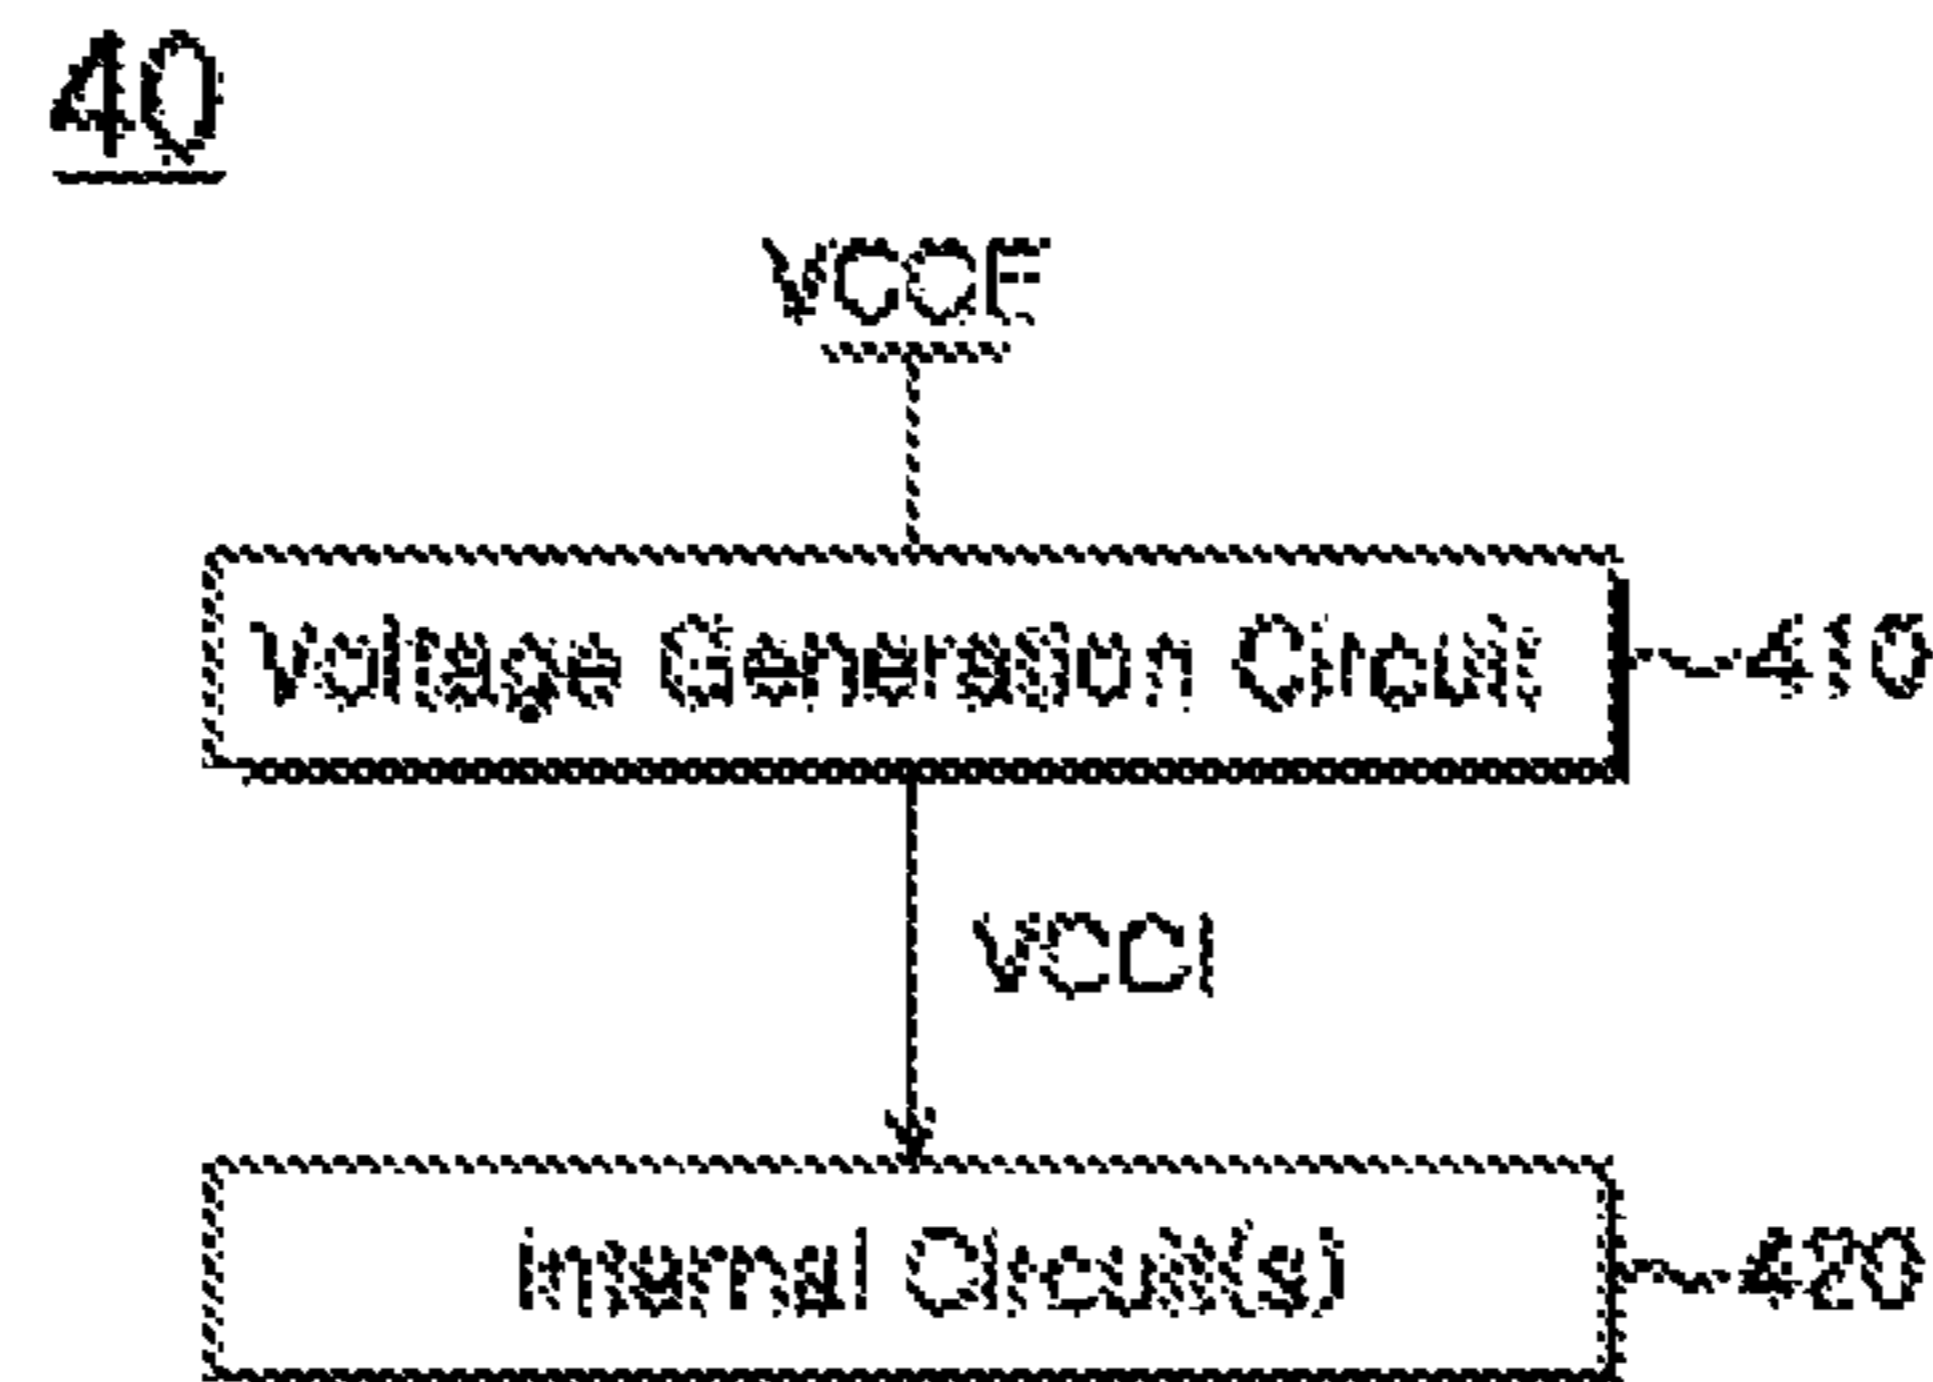 40
VCCE
Voltage Generation Circuit
410
VCCI
Internal Circuit(s)
420